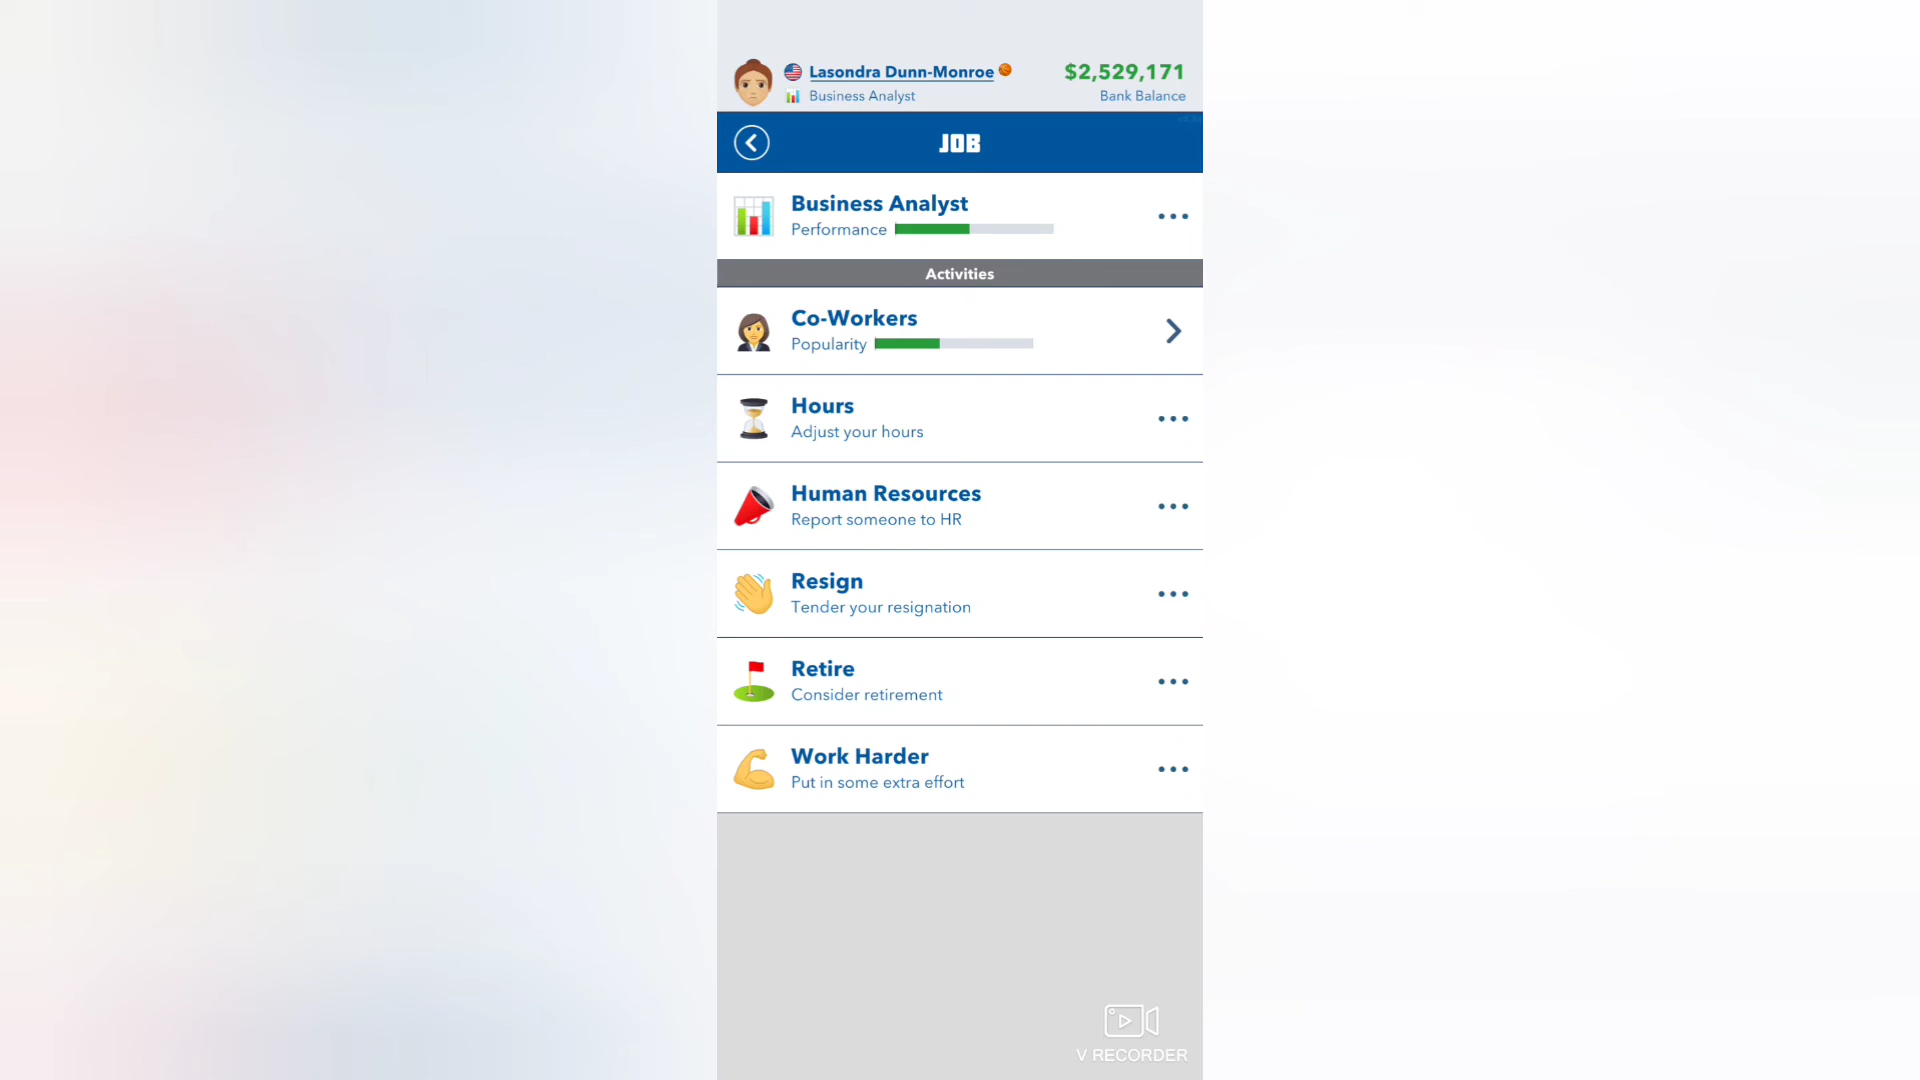 Lasondra Dunn-Monroe
$2,529,171
Business Analyst
Bank Balance
JOB
Business Analyst
Performance
Activities
Co-Workers
Popularity
Hours
Adjust your hours
Human Resources
Report someone to HR
Resign
Tender your resignation
Retire
Consider retirement
Work Harder
Put in some extra effort
V RECORDER